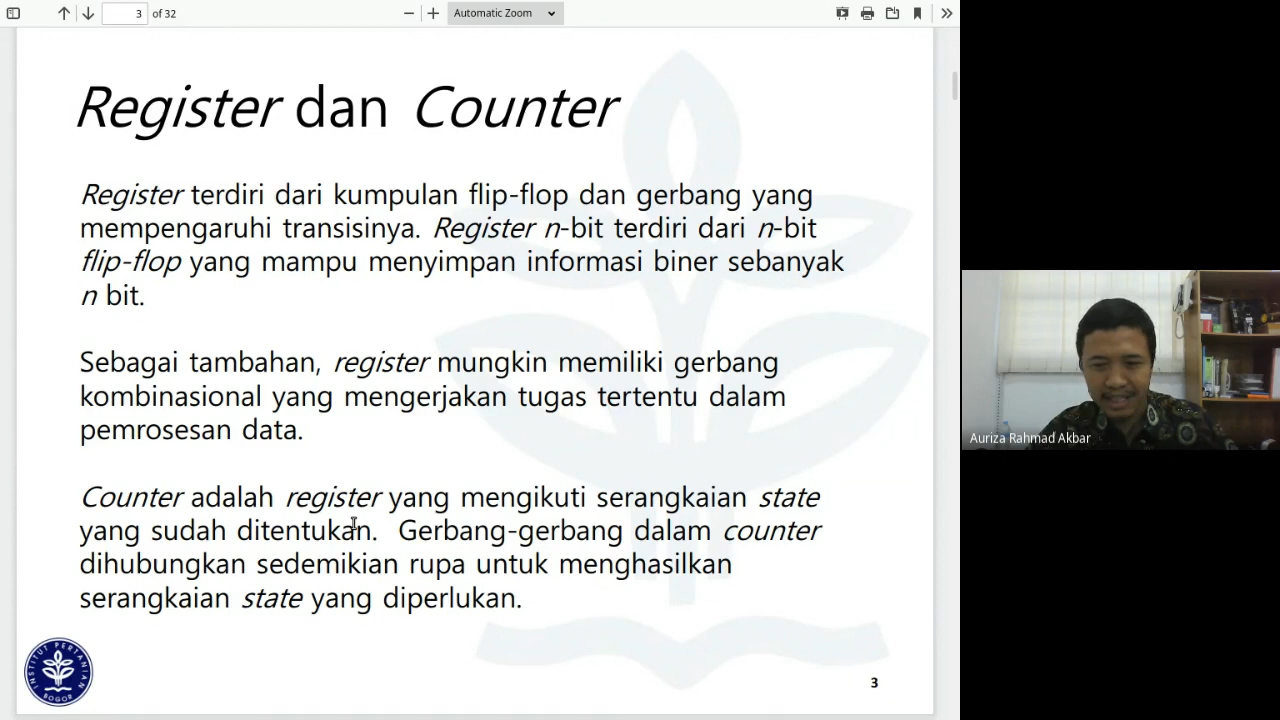 3 of 32
Automatic Zoom
Register dan Counter
Register terdiri dari kumpulan flip-flop dan gerbang yang
mempengaruhi transisinya. Register n-bit terdiri dari n-bit
flip-flop yang mampu menyimpan informasi biner sebanyak
n bit.
Sebagai tambahan, register mungkin memiliki gerbang
kombinasional yang mengerjakan tugas tertentu dalam
pemrosesan data.
Counter adalah register yang mengikuti serangkaian state
yang sudah ditentukan.  Gerbang-gerbang dalam counter
dihubungkan sedemikian rupa untuk menghasilkan
serangkaian state yang diperlukan.
INSTITUT PERTANIAN
BOGOR
3
Auriza Rahmad Akbar